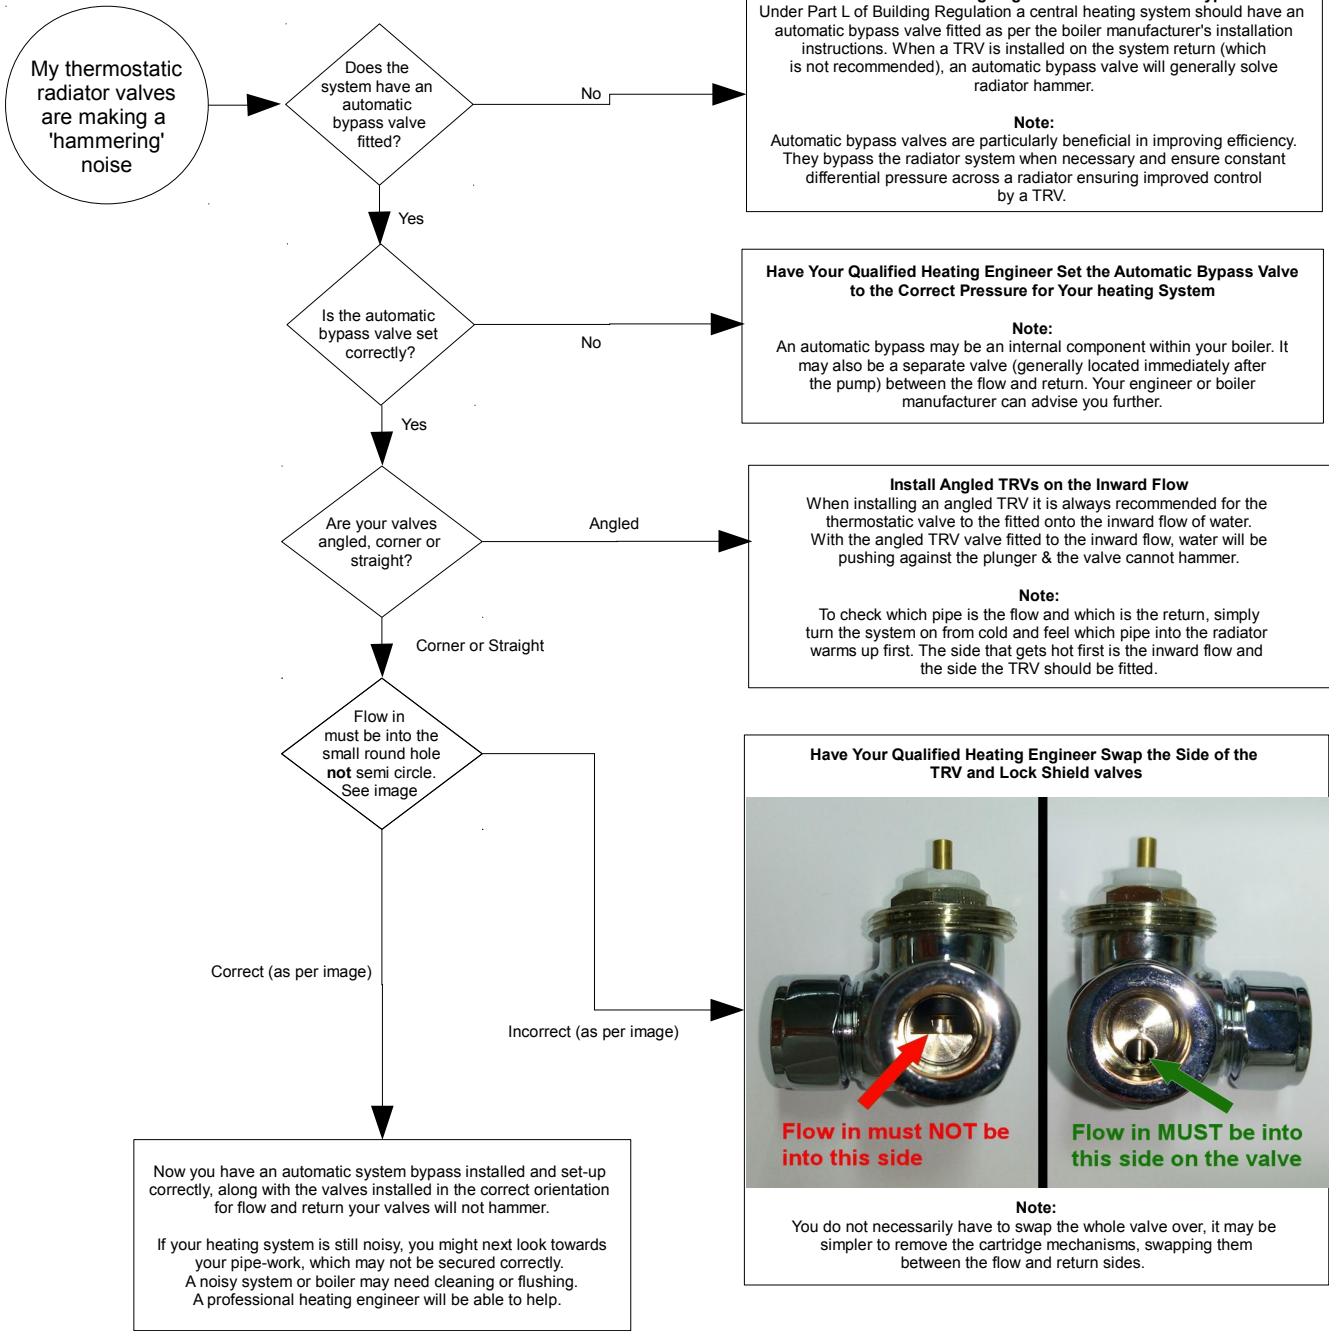 My thermostatic
radiator valves
are making a
'hammering'
noise
Does the
system have an
automatic
bypass valve
fitted?
No
Under Part L of Building Regulation a central heating system should have an
automatic bypass valve fitted as per the boiler manufacturer's installation
instructions. When a TRV is installed on the system return (which
is not recommended), an automatic bypass valve will generally solve
radiator hammer.
Note:
Automatic bypass valves are particularly beneficial in improving efficiency.
They bypass the radiator system when necessary and ensure constant
differential pressure across a radiator ensuring improved control
by a TRV.
Yes
Is the automatic
bypass valve set
correctly?
No
Have Your Qualified Heating Engineer Set the Automatic Bypass Valve
to the Correct Pressure for Your heating System
Note:
An automatic bypass may be an internal component within your boiler. It
may also be a separate valve (generally located immediately after
the pump) between the flow and return. Your engineer or boiler
manufacturer can advise you further.
Yes
Are your valves
angled, corner or
straight?
Angled
Install Angled TRVs on the Inward Flow
When installing an angled TRV it is always recommended for the
thermostatic valve to the fitted onto the inward flow of water.
With the angled TRV valve fitted to the inward flow, water will be
pushing against the plunger & the valve cannot hammer.
Note:
To check which pipe is the flow and which is the return, simply
turn the system on from cold and feel which pipe into the radiator
warms up first. The side that gets hot first is the inward flow and
the side the TRV should be fitted.
Corner or Straight
Flow in
must be into the
small round hole
not semi circle.
See image
Correct (as per image)
Incorrect (as per image)
Have Your Qualified Heating Engineer Swap the Side of the
TRV and Lock Shield valves
Flow in must NOT be
into this side
Flow in MUST be into
this side on the valve
Note:
You do not necessarily have to swap the whole valve over, it may be
simpler to remove the cartridge mechanisms, swapping them
between the flow and return sides.
Now you have an automatic system bypass installed and set-up
correctly, along with the valves installed in the correct orientation
for flow and return your valves will not hammer.
If your heating system is still noisy, you might next look towards
your pipe-work, which may not be secured correctly.
A noisy system or boiler may need cleaning or flushing.
A professional heating engineer will be able to help.